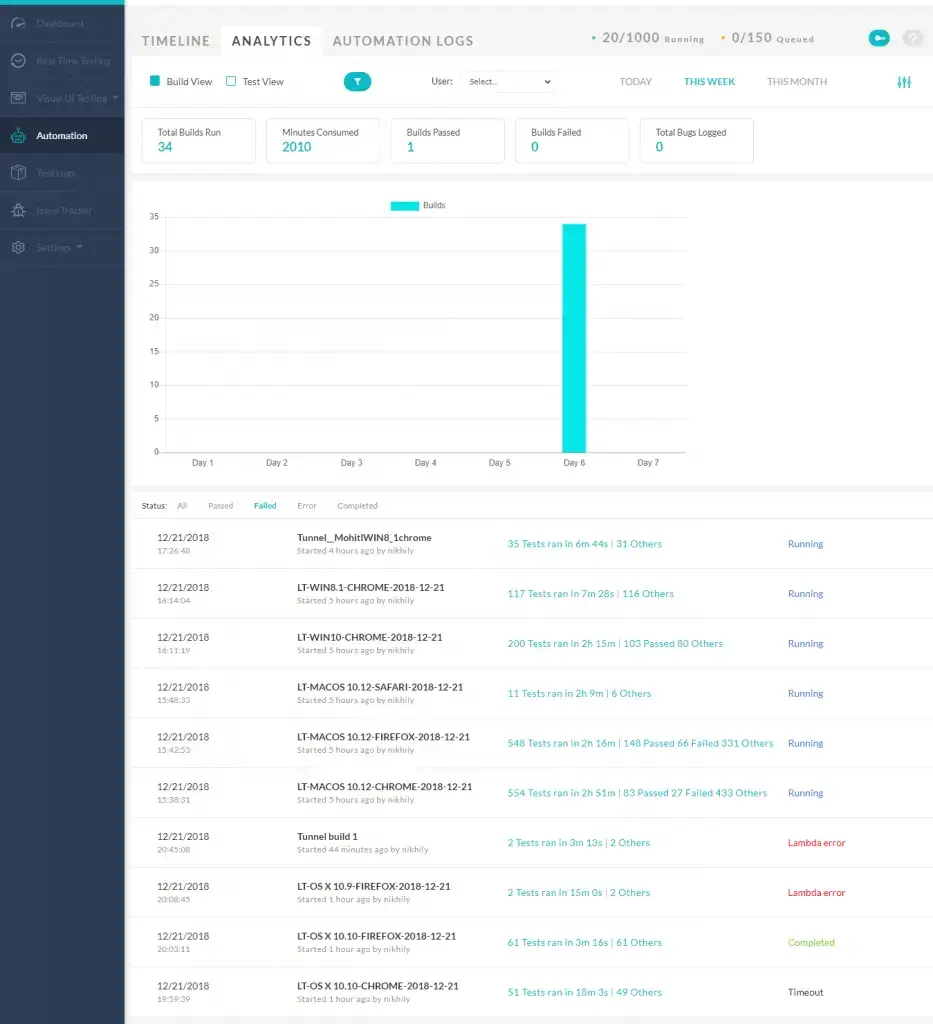 Dashboard
Real Time Testing
Visual UI Testing
Automation
Test Logs
Issue Tracker
Settings
TIMELINE ANALYTICS AUTOMATION LOGS 20/1000 Running 0/150 Queued ?
Build View Test View User: Select... TODAY THIS WEEK THIS MONTH
Total Builds Run Minutes Consumed Builds Passed Builds Failed Total Bugs Logged
34 2010 1 0 0
Builds
35
30
25
20
15
10
5
0
Day 1 Day 2 Day 3 Day 4 Day 5 Day 6 Day 7
Status: All Passed Failed Error Completed
12/21/2018 Tunnel__MohitIWIN8_1chrome
17:26:48 Started 4 hours ago by nikhily 35 Tests ran in 6m 44s | 31 Others Running
12/21/2018 LT-WIN8.1-CHROME-2018-12-21
16:14:04 Started 5 hours ago by nikhily 117 Tests ran in 7m 28s | 116 Others Running
12/21/2018 LT-WIN10-CHROME-2018-12-21
16:11:19 Started 5 hours ago by nikhily 200 Tests ran in 2h 15m | 103 Passed 80 Others Running
12/21/2018 LT-MACOS 10.12-SAFARI-2018-12-21
15:48:33 Started 5 hours ago by nikhily 11 Tests ran in 2h 9m | 6 Others Running
12/21/2018 LT-MACOS 10.12-FIREFOX-2018-12-21
15:42:53 Started 5 hours ago by nikhily 548 Tests ran in 2h 16m | 148 Passed 66 Failed 331 Others Running
12/21/2018 LT-MACOS 10.12-CHROME-2018-12-21
15:38:31 Started 5 hours ago by nikhily 554 Tests ran in 2h 51m | 83 Passed 27 Failed 433 Others Running
12/21/2018 Tunnel build 1
20:45:08 Started 44 minutes ago by nikhily 2 Tests ran in 3m 13s | 2 Others Lambda error
12/21/2018 LT-OS X 10.9-FIREFOX-2018-12-21
20:08:45 Started 1 hour ago by nikhily 2 Tests ran in 15m 0s | 2 Others Lambda error
12/21/2018 LT-OS X 10.10-FIREFOX-2018-12-21
20:03:11 Started 1 hour ago by nikhily 61 Tests ran in 3m 16s | 61 Others Completed
12/21/2018 LT-OS X 10.10-CHROME-2018-12-21
19:59:39 Started 1 hour ago by nikhily 51 Tests ran in 18m 3s | 49 Others Timeout